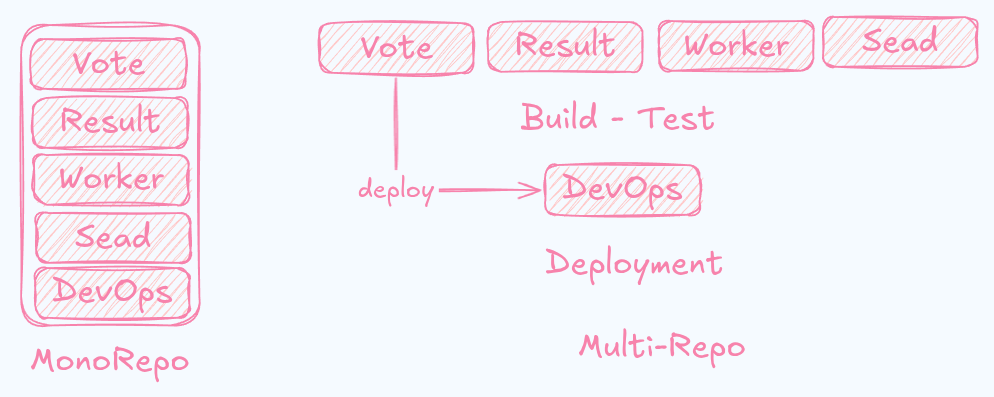 Vote
Result
Worker
Sead
DevOps
MonoRepo
Vote
Result
Worker
Sead
Build - Test
deploy
DevOps
Deployment
Multi-Repo